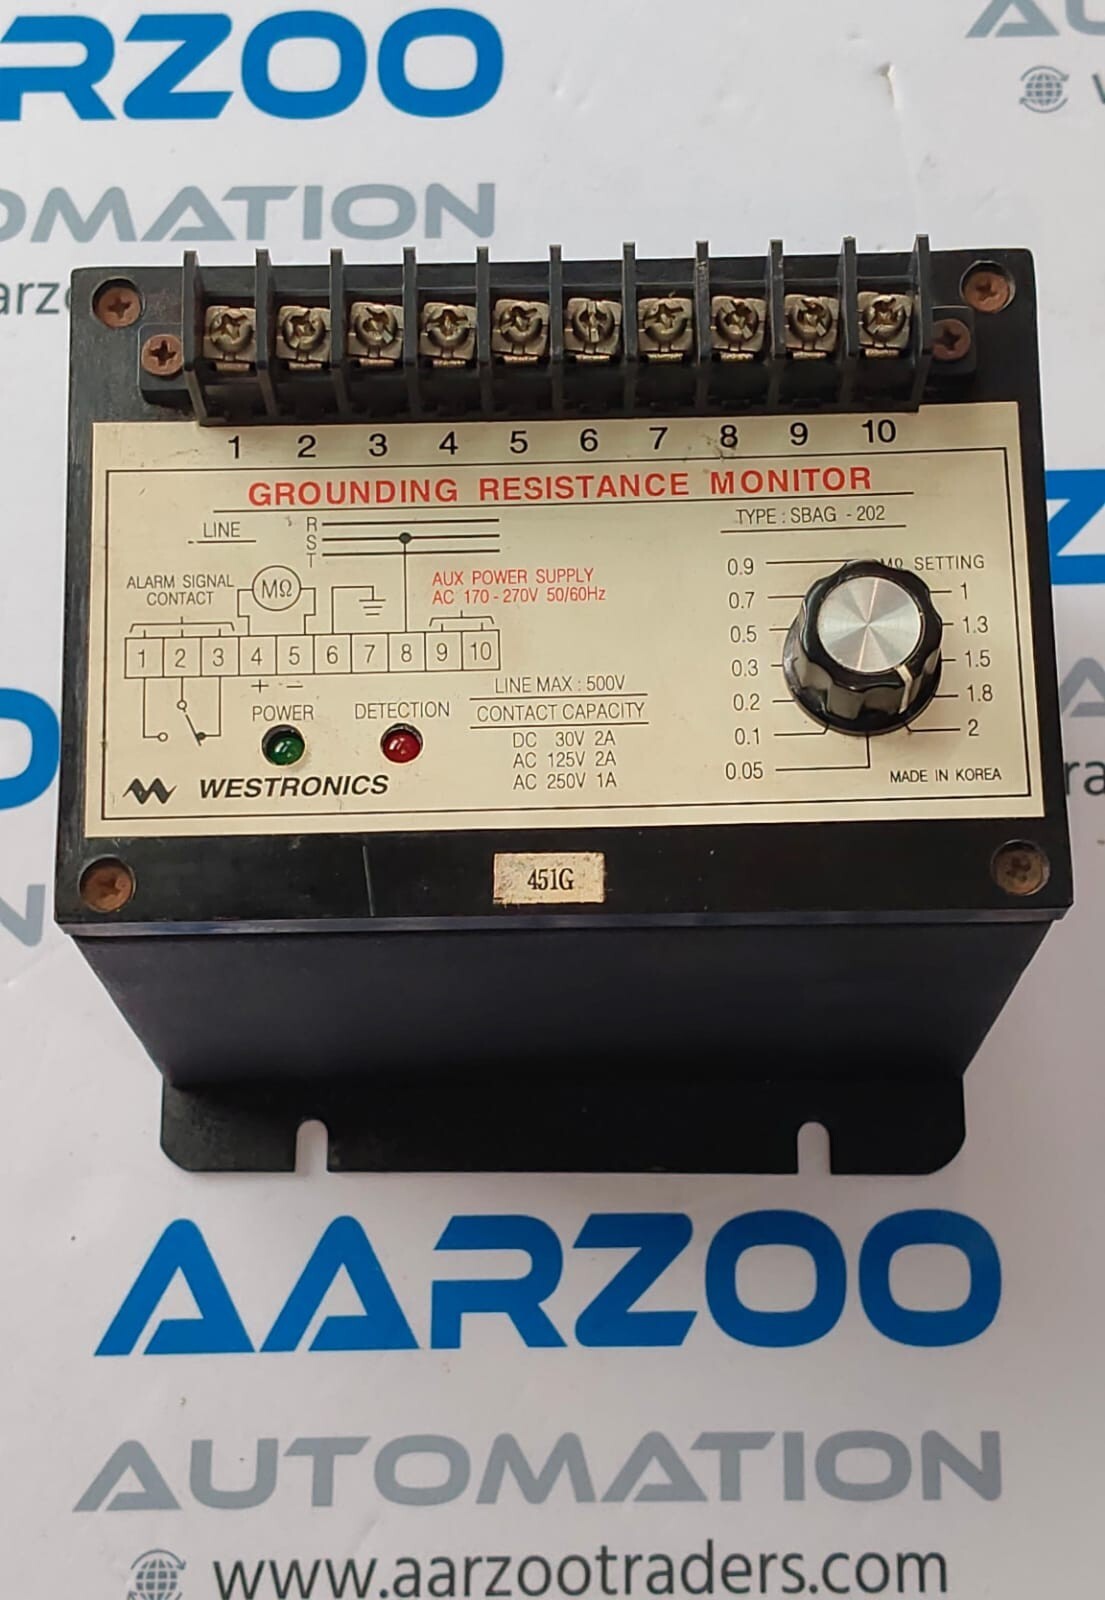 RZOO
OMATION
arzo
1 2 3 4 5 6 7 8 9 10
GROUNDING RESISTANCE MONITOR
TYPE : SBAG - 202
LINE
R
S
T
ALARM SIGNAL
CONTACT
MΩ
AUX POWER SUPPLY
AC 170 - 270V 50/60Hz
1 2 3 4 5 6 7 8 9 10
+ −
POWER
DETECTION
LINE MAX : 500V
CONTACT CAPACITY
DC 30V 2A
AC 125V 2A
AC 250V 1A
WESTRONICS
MΩ SETTING
0.9
0.7
0.5
0.3
0.2
0.1
0.05
1
1.3
1.5
1.8
2
MADE IN KOREA
451G
AARZOO
AUTOMATION
www.aarzootraders.com